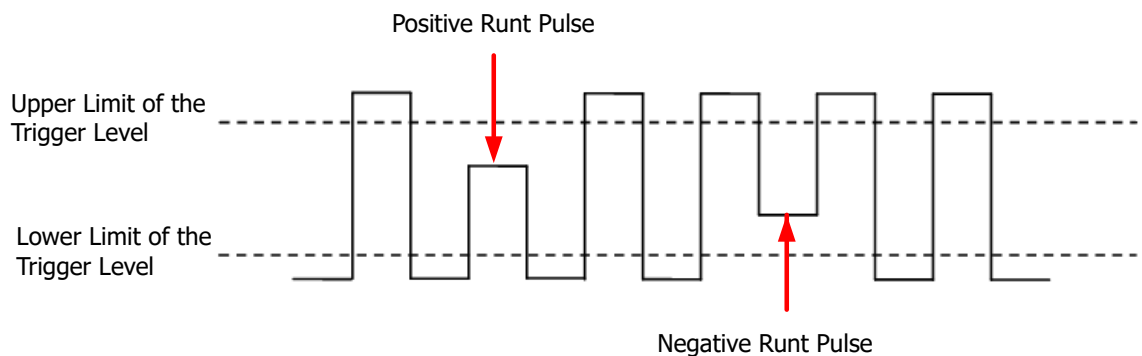 Positive Runt Pulse
Upper Limit of the
Trigger Level
Lower Limit of the
Trigger Level
Negative Runt Pulse